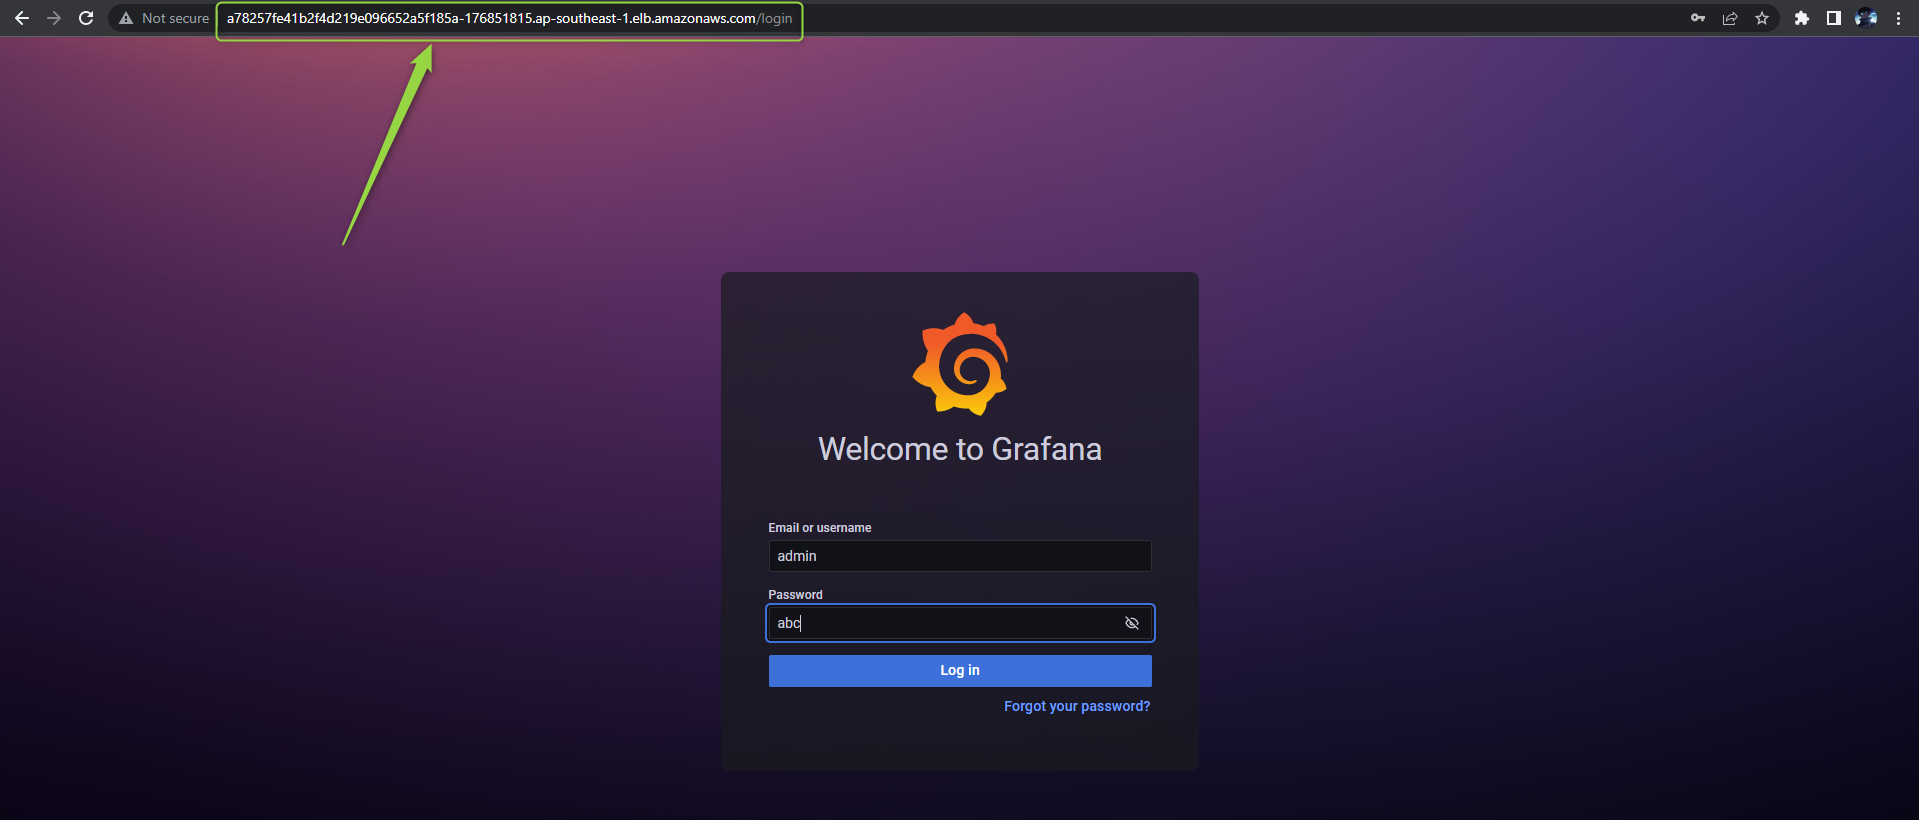 Not secure a78257fe41b2f4d219e096652a5f185a-176851815.ap-southeast-1.elb.amazonaws.com/login
Welcome to Grafana
Email or username
admin
Password
abc
Log in
Forgot your password?